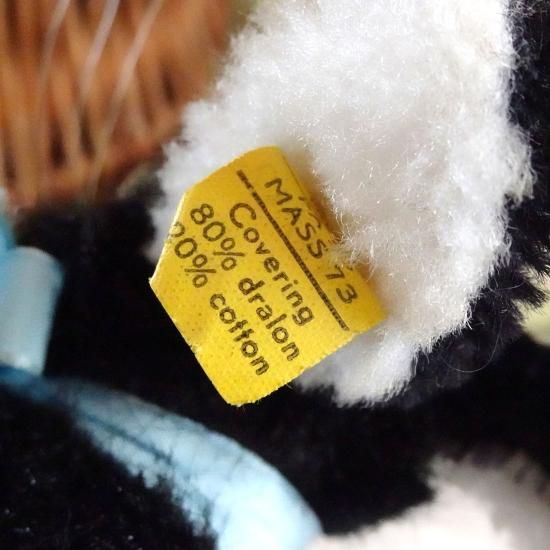 MASS 73
Covering
80% dralon
20% cotton